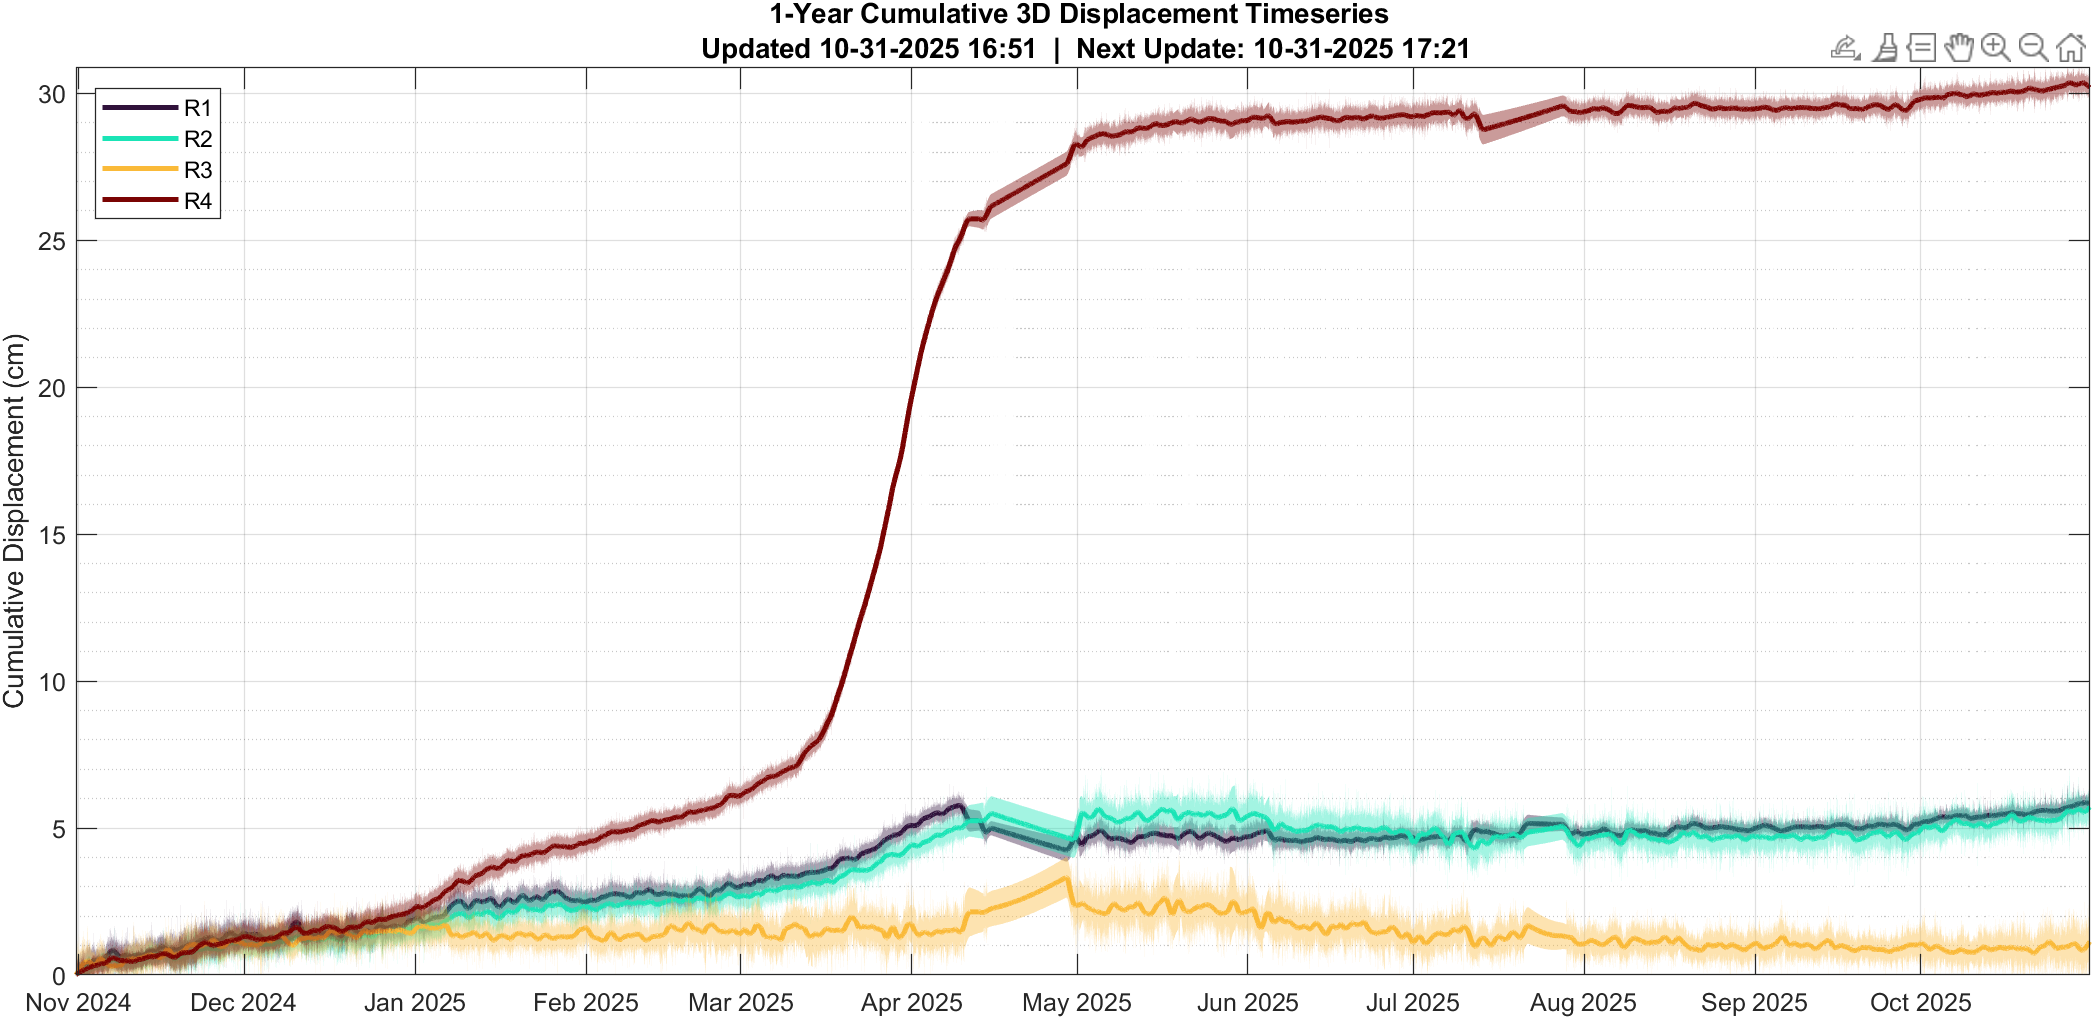 1-Year Cumulative 3D Displacement Timeseries
Updated 10-31-2025 16:51 | Next Update: 10-31-2025 17:21
R1
R2
R3
R4
Cumulative Displacement (cm)
30
25
20
15
10
5
0
Nov 2024 Dec 2024 Jan 2025 Feb 2025 Mar 2025 Apr 2025 May 2025 Jun 2025 Jul 2025 Aug 2025 Sep 2025 Oct 2025